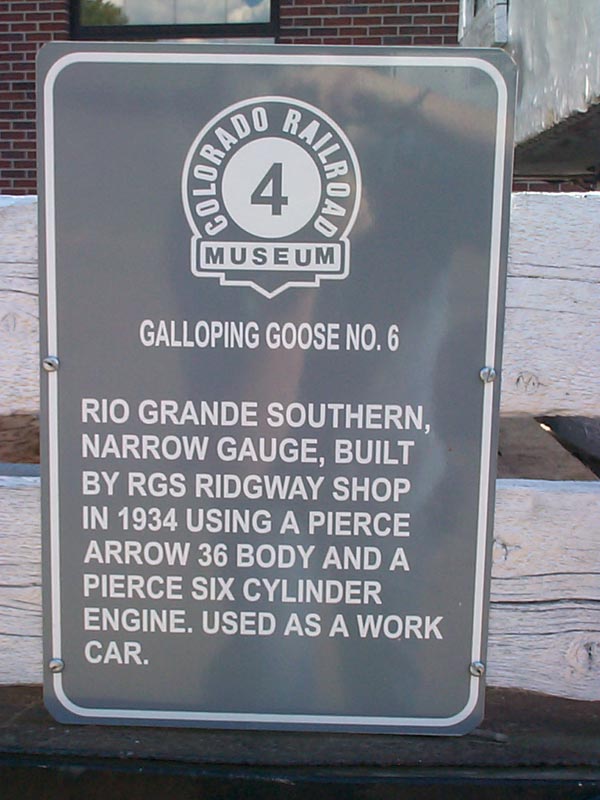 COLORADO RAILROAD
4
MUSEUM
GALLOPING GOOSE NO. 6
RIO GRANDE SOUTHERN,
NARROW GAUGE, BUILT
BY RGS RIDGWAY SHOP
IN 1934 USING A PIERCE
ARROW 36 BODY AND A
PIERCE SIX CYLINDER
ENGINE. USED AS A WORK
CAR.